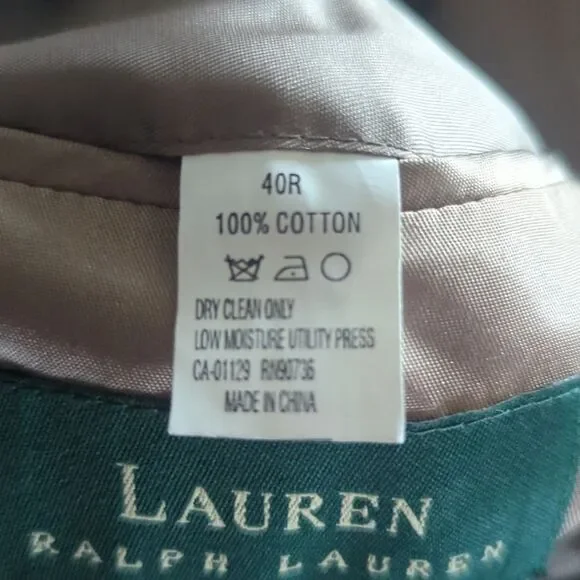 40R
100% COTTON
DRY CLEAN ONLY
LOW MOISTURE UTILITY PRESS
CA-01129 RN90736
MADE IN CHINA
LAUREN
RALPH LAUREN